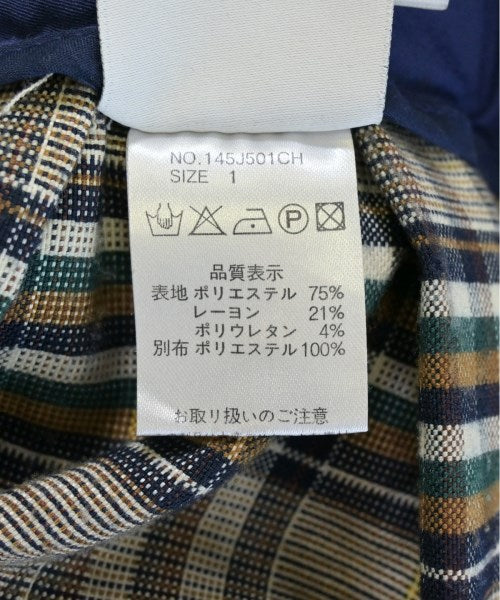 NO.145J501CH
SIZE 1
P
品質表示
表地 ポリエステル 75%
レーヨン 21%
ポリウレタン 4%
別布 ポリエステル 100%
お取り扱いのご注意